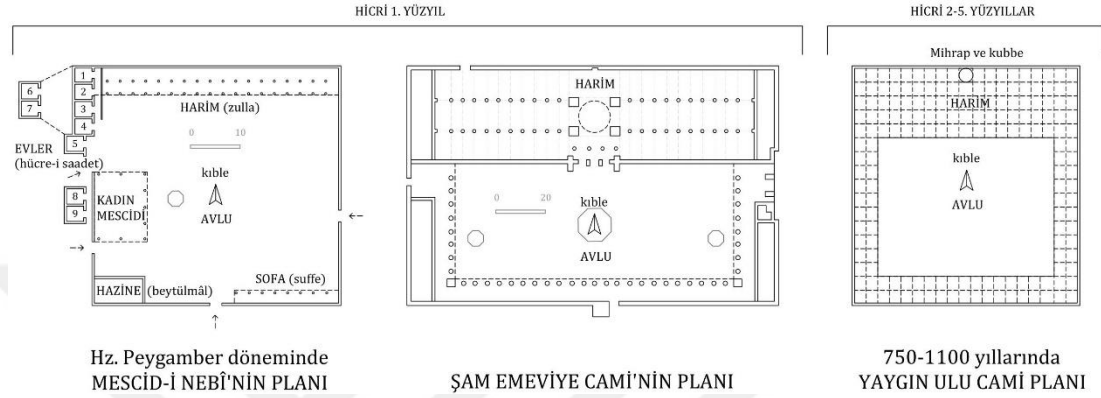 HİCRİ 1. YÜZYIL
HİCRİ 2-5. YÜZYILLAR
1
2
3
4
5
6
7
8
9
HARİM (zulla)
0 10
EVLER
(hücre-i saadet)
kıble
AVLU
KADIN
MESCİDİ
SOFA (suffe)
HAZİNE (beytülmâl)
Hz. Peygamber döneminde
MESCİD-İ NEBÎ'NİN PLANI
HARİM
0 20
kıble
AVLU
ŞAM EMEVİYE CAMİ'NİN PLANI
Mihrap ve kubbe
HARİM
kıble
AVLU
750-1100 yıllarında
YAYGIN ULU CAMİ PLANI